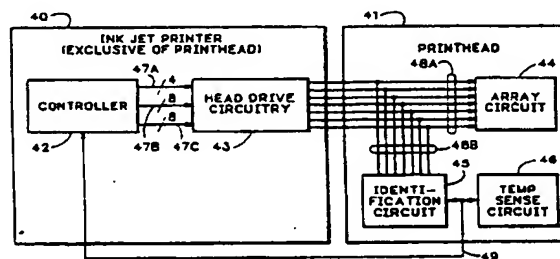 40
41
INK JET PRINTER
(EXCLUSIVE OF PRINTHEAD)
PRINTHEAD
47A
4
48A
44
CONTROLLER
8
HEAD DRIVE
CIRCUITRY
ARRAY
CIRCUIT
8
42
47B
47C
43
48B
45
46
IDENTI-
FICATION
CIRCUIT
TEMP
SENSE
CIRCUIT
49